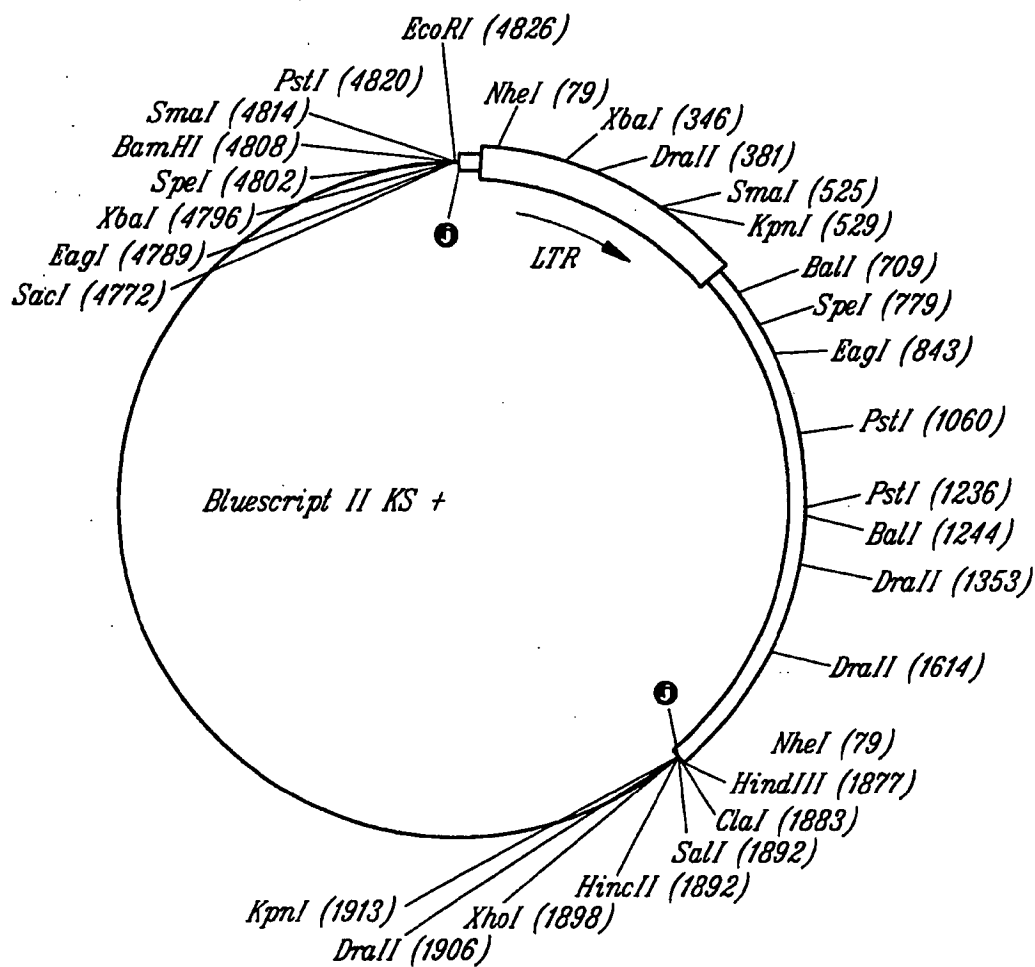 EcoRI (4826)
PstI (4820)
SmaI (4814)
BamHI (4808)
SpeI (4802)
XbaI (4796)
EagI (4789)
SacI (4772)
NheI (79)
XbaI (346)
DraII (381)
SmaI (525)
KpnI (529)
BalI (709)
SpeI (779)
EagI (843)
PstI (1060)
PstI (1236)
BalI (1244)
DraII (1353)
DraII (1614)
j
LTR
Bluescript II KS +
j
NheI (79)
HindIII (1877)
ClaI (1883)
SalI (1892)
HincII (1892)
XhoI (1898)
DraII (1906)
KpnI (1913)